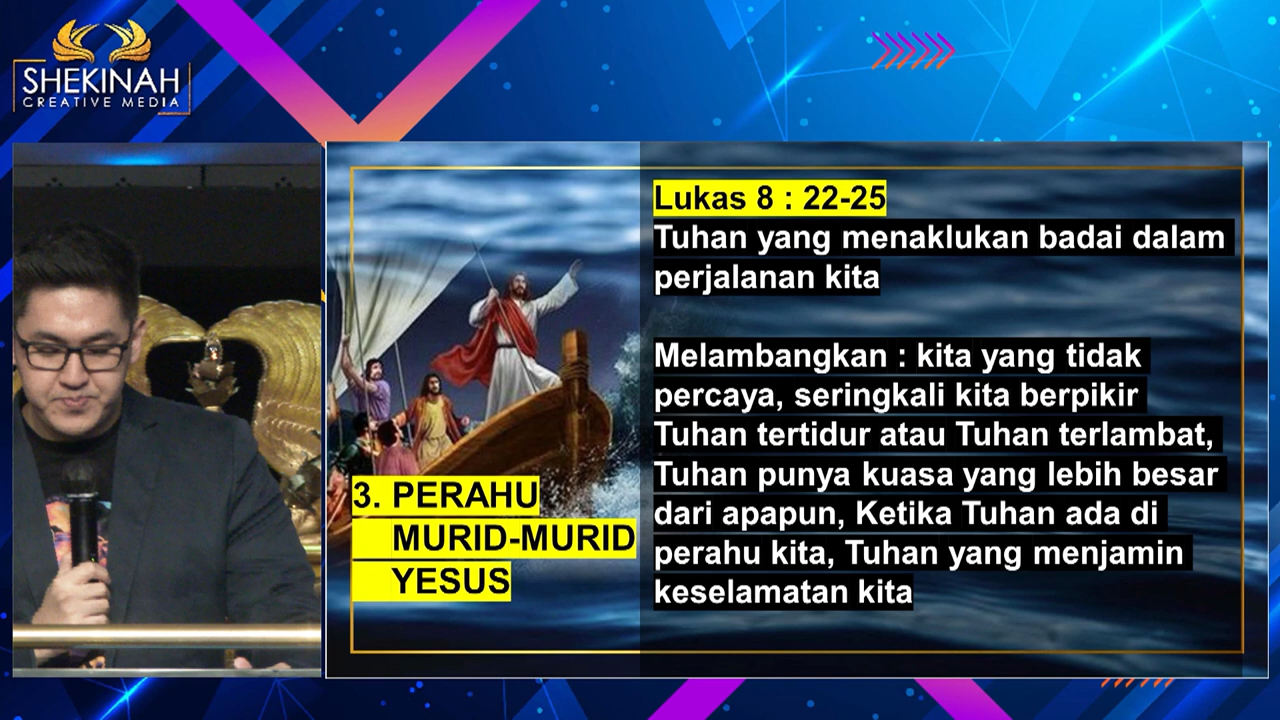 SHEKINAH
CREATIVE MEDIA
Lukas 8 : 22-25
Tuhan yang menaklukan badai dalam
perjalanan kita
Melambangkan : kita yang tidak
percaya, seringkali kita berpikir
Tuhan tertidur atau Tuhan terlambat,
Tuhan punya kuasa yang lebih besar
dari apapun, Ketika Tuhan ada di
perahu kita, Tuhan yang menjamin
keselamatan kita
3. PERAHU
MURID-MURID
YESUS